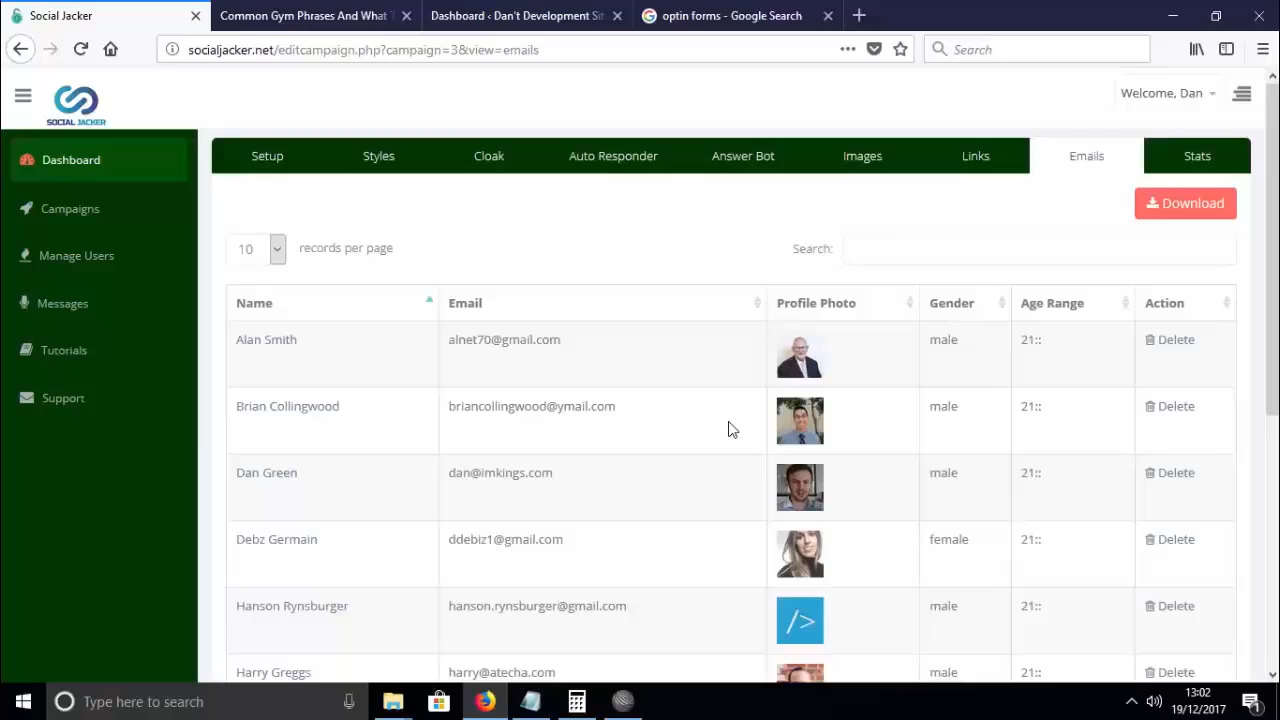 Social Jacker
Common Gym Phrases And What
Dashboard ‹ Dan't Development Sit
optin forms - Google Search
socialjacker.net/editcampaign.php?campaign=3&view=emails
Search
SOCIAL JACKER
Welcome, Dan
Dashboard
Campaigns
Manage Users
Messages
Tutorials
Support
Setup Styles Cloak Auto Responder Answer Bot Images Links Emails Stats
Download
10 records per page Search:
Name Email Profile Photo Gender Age Range Action
Alan Smith alnet70@gmail.com male 21:: Delete
Brian Collingwood briancollingwood@ymail.com male 21:: Delete
Dan Green dan@imkings.com male 21:: Delete
Debz Germain ddebiz1@gmail.com female 21:: Delete
Hanson Rynsburger hanson.rynsburger@gmail.com /> male 21:: Delete
Harry Greggs harry@atecha.com male 21:: Delete
Type here to search
13:02
19/12/2017
1